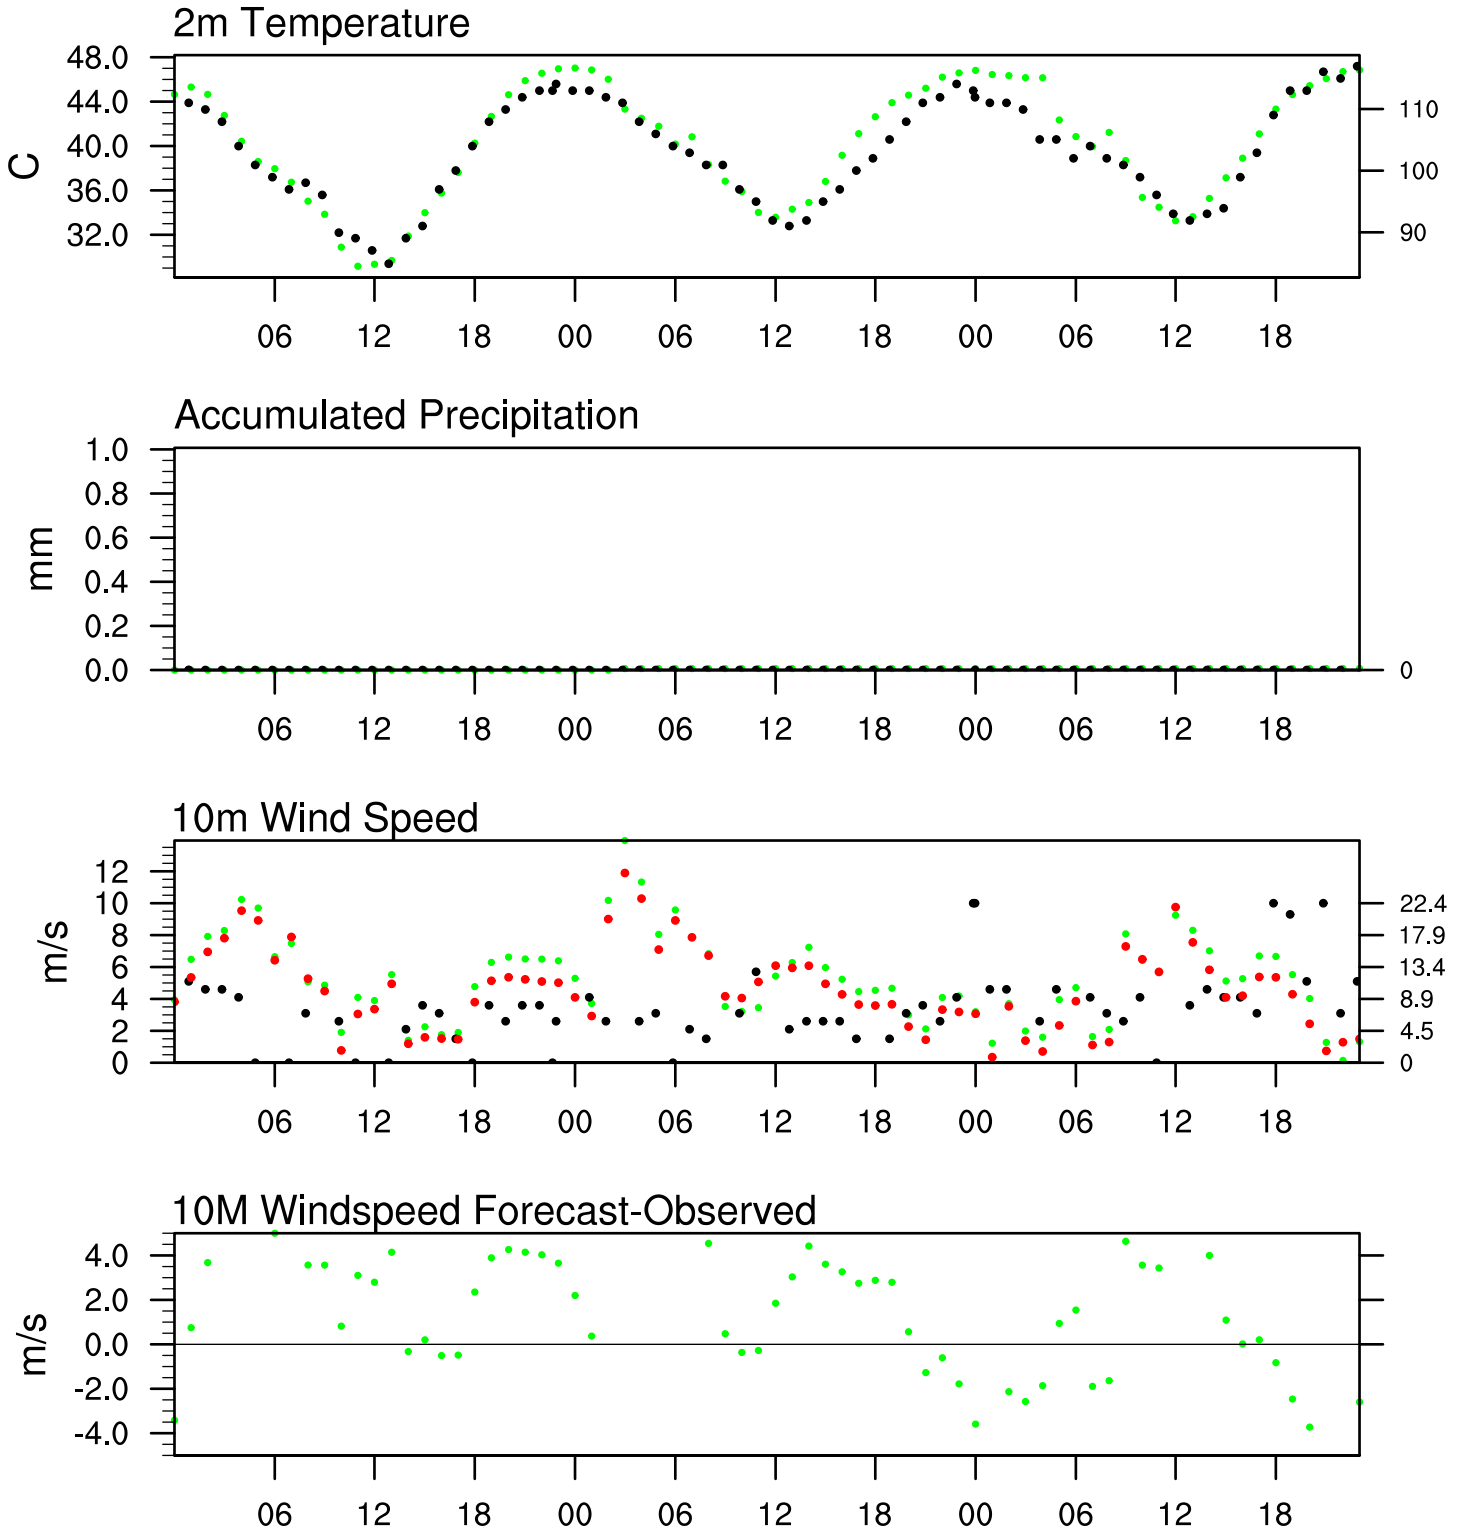 2m Temperature
48.0
44.0
40.0
36.0
32.0
C
110
100
90
06 12 18 00 06 12 18 00 06 12 18
Accumulated Precipitation
1.0
0.8
0.6
0.4
0.2
0.0
mm
0
06 12 18 00 06 12 18 00 06 12 18
10m Wind Speed
12
10
8
6
4
2
0
m/s
22.4
17.9
13.4
8.9
4.5
0
06 12 18 00 06 12 18 00 06 12 18
10M Windspeed Forecast-Observed
4.0
2.0
0.0
-2.0
-4.0
m/s
06 12 18 00 06 12 18 00 06 12 18